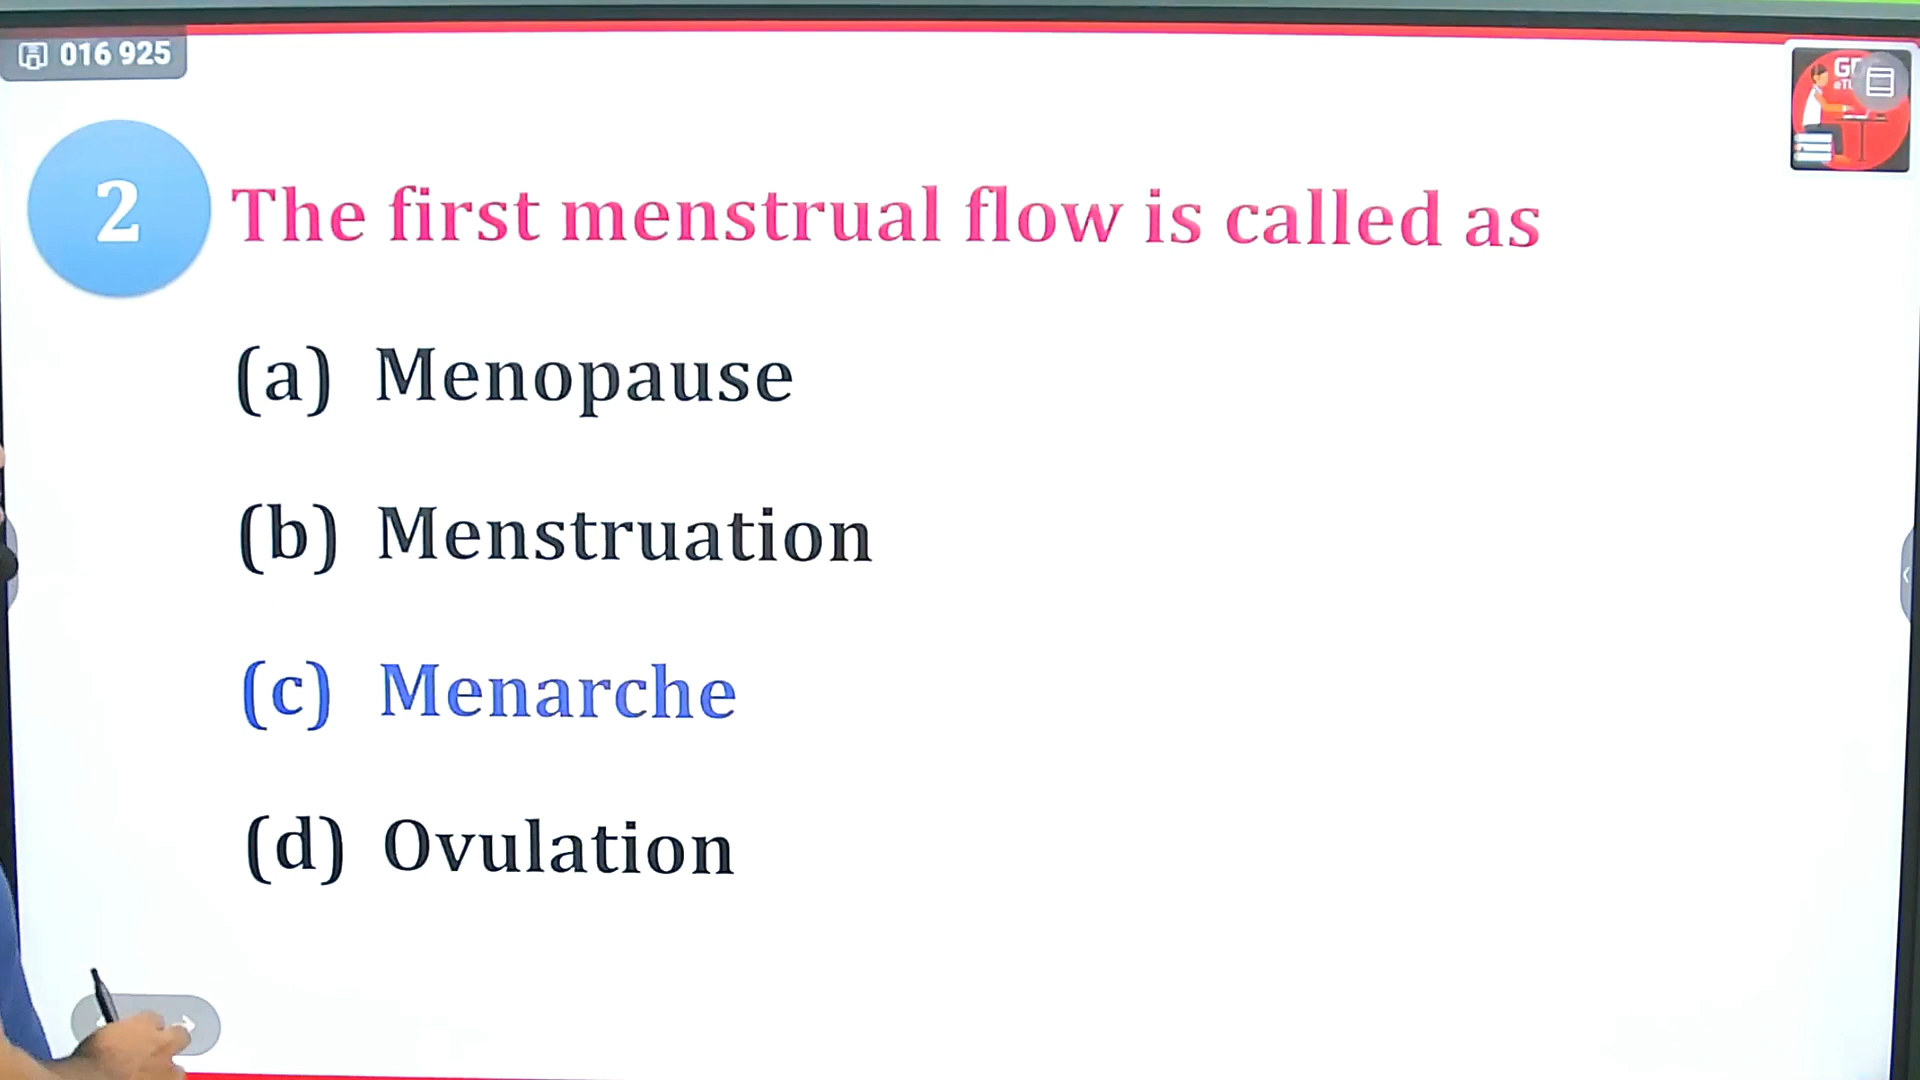 016 925
2 The first menstrual flow is called as
(a) Menopause
(b) Menstruation
(c) Menarche
(d) Ovulation